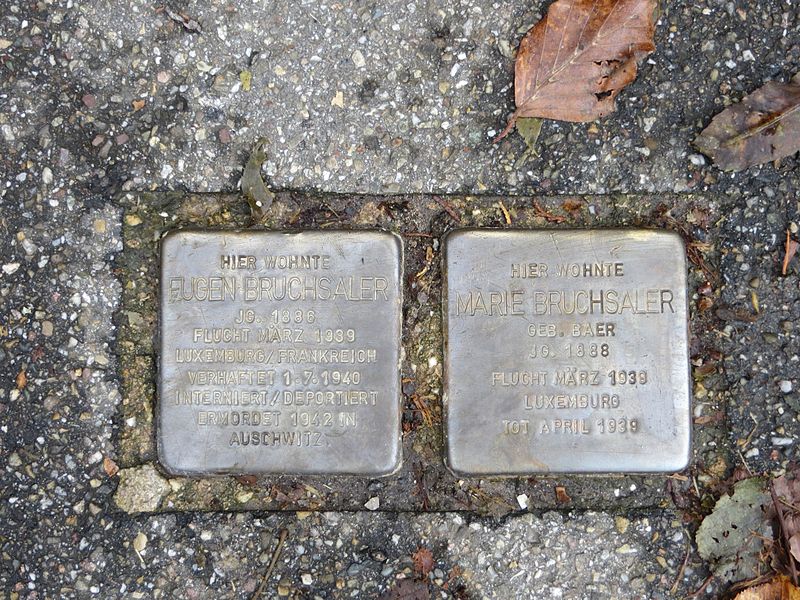 HIER WOHNTE
EUGEN BRUCHSALER
JG. 1886
FLUCHT MÄRZ 1939
LUXEMBURG/FRANKREICH
VERHAFTET 1.7.1940
INTERNIERT/DEPORTIERT
ERMORDET 1942 IN
AUSCHWITZ
HIER WOHNTE
MARIE BRUCHSALER
GEB. BAER
JG. 1888
FLUCHT MÄRZ 1939
LUXEMBURG
TOT APRIL 1939